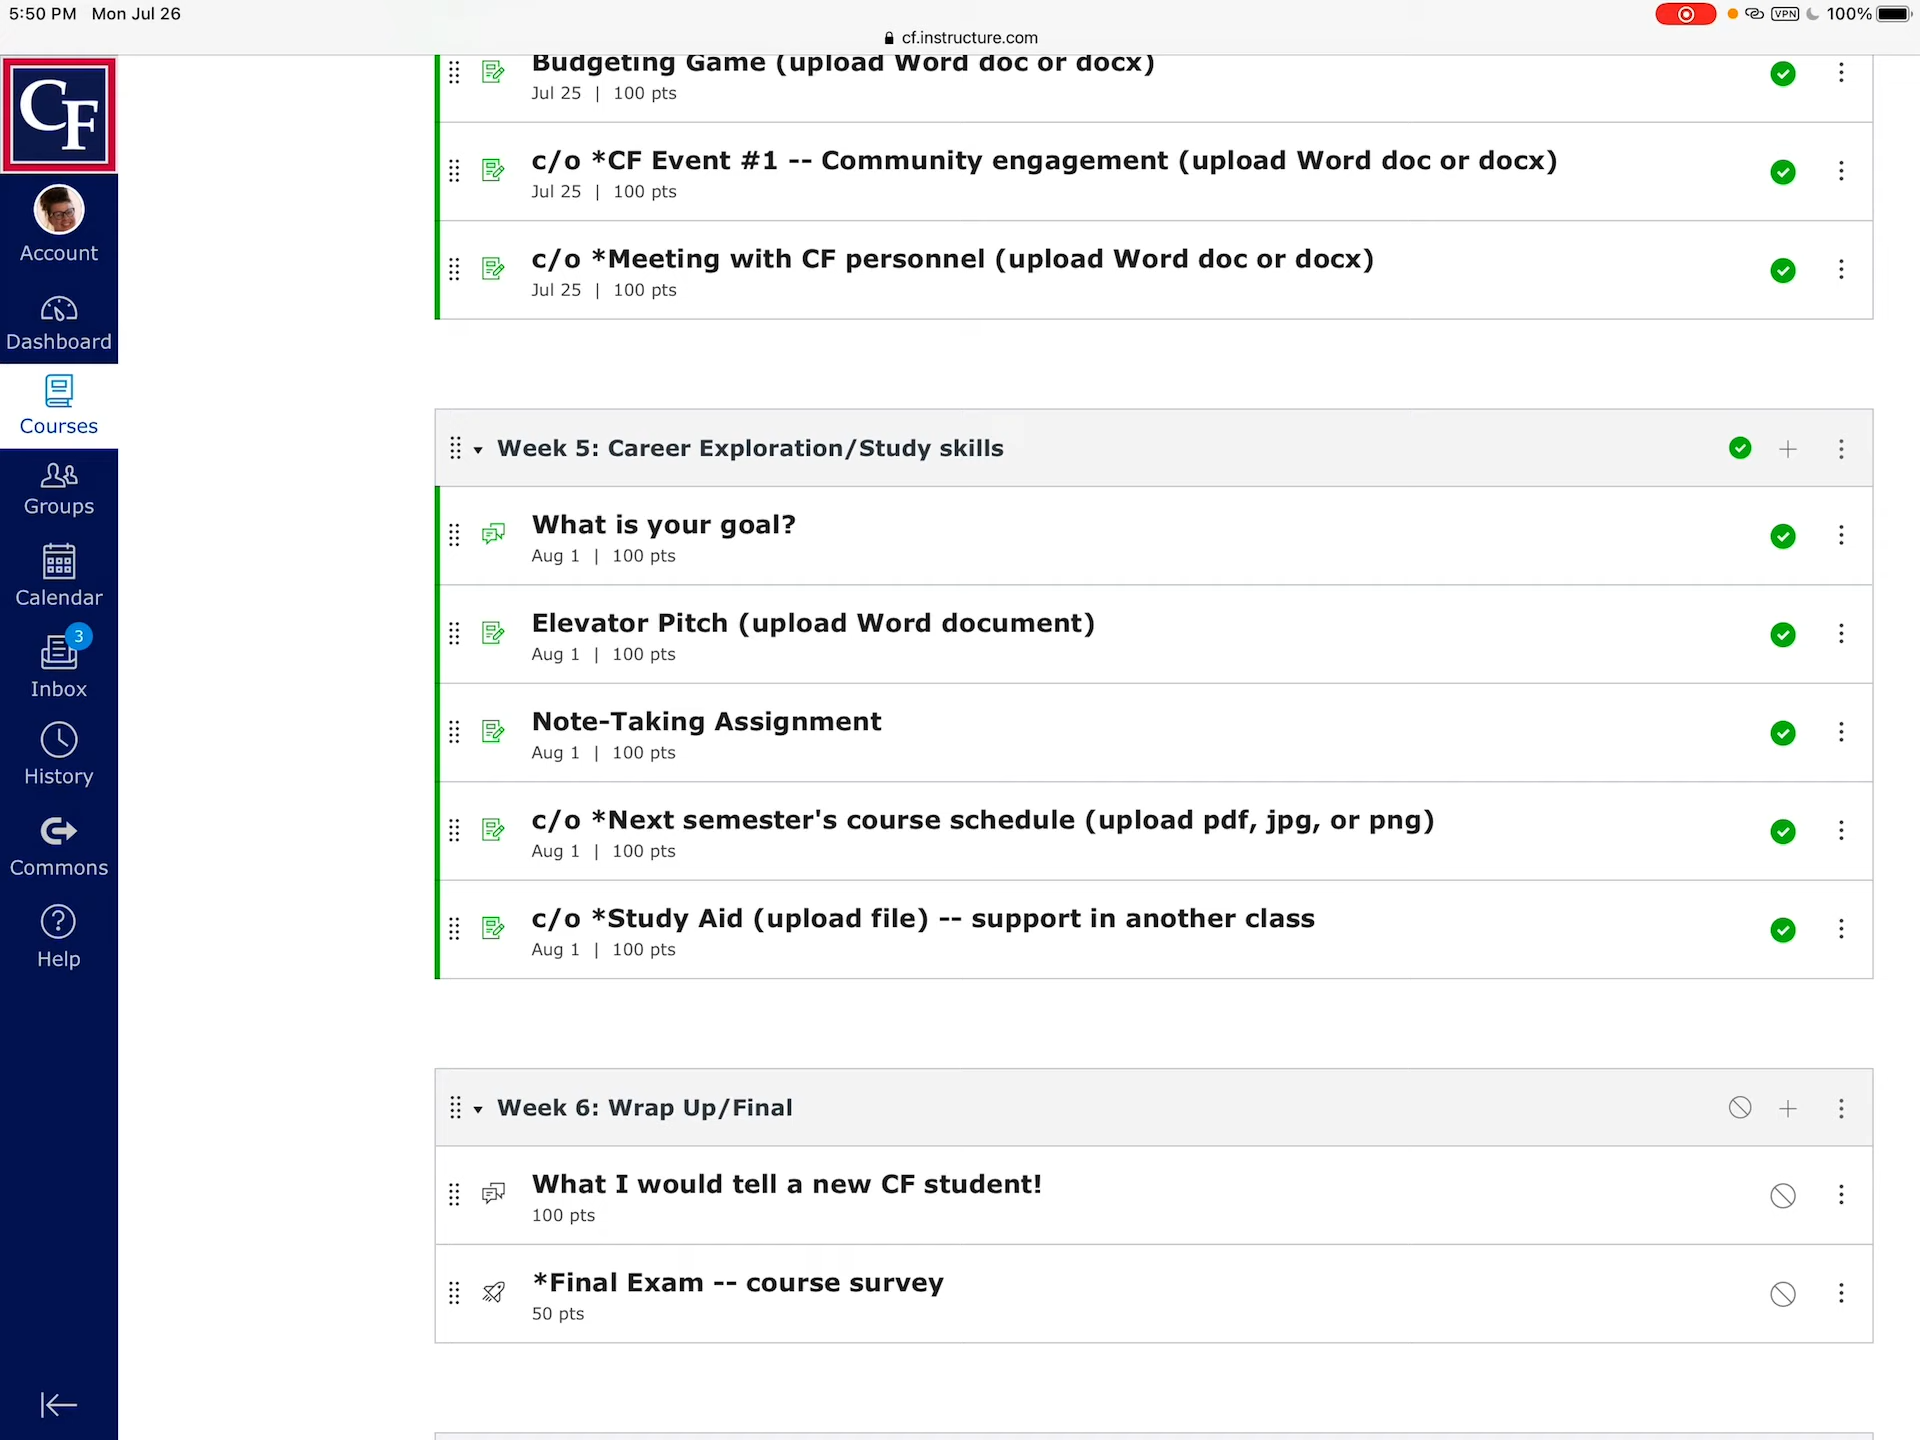 5:50 PM Mon Jul 26
VPN 100%
cf.instructure.com
CF
Account
Dashboard
Courses
Groups
Calendar
3
Inbox
History
Commons
Help
Budgeting Game (upload Word doc or docx)
Jul 25 | 100 pts
c/o *CF Event #1 -- Community engagement (upload Word doc or docx)
Jul 25 | 100 pts
c/o *Meeting with CF personnel (upload Word doc or docx)
Jul 25 | 100 pts
Week 5: Career Exploration/Study skills
What is your goal?
Aug 1 | 100 pts
Elevator Pitch (upload Word document)
Aug 1 | 100 pts
Note-Taking Assignment
Aug 1 | 100 pts
c/o *Next semester's course schedule (upload pdf, jpg, or png)
Aug 1 | 100 pts
c/o *Study Aid (upload file) -- support in another class
Aug 1 | 100 pts
Week 6: Wrap Up/Final
What I would tell a new CF student!
100 pts
*Final Exam -- course survey
50 pts